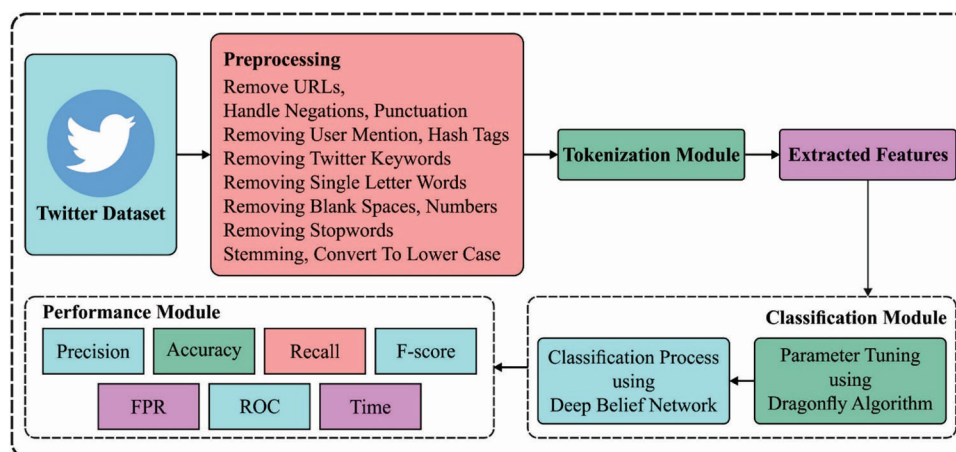 Twitter Dataset
Preprocessing
Remove URLs,
Handle Negations, Punctuation
Removing User Mention, Hash Tags
Removing Twitter Keywords
Removing Single Letter Words
Removing Blank Spaces, Numbers
Removing Stopwords
Stemming, Convert To Lower Case
Tokenization Module
Extracted Features
Classification Module
Parameter Tuning
using
Dragonfly Algorithm
Classification Process
using
Deep Belief Network
Performance Module
Precision
Accuracy
Recall
F-score
FPR
ROC
Time